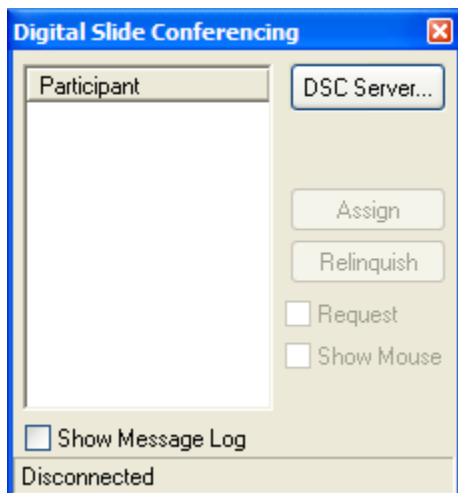 Digital Slide Conferencing
Participant
DSC Server...
Assign
Relinquish
Request
Show Mouse
Show Message Log
Disconnected